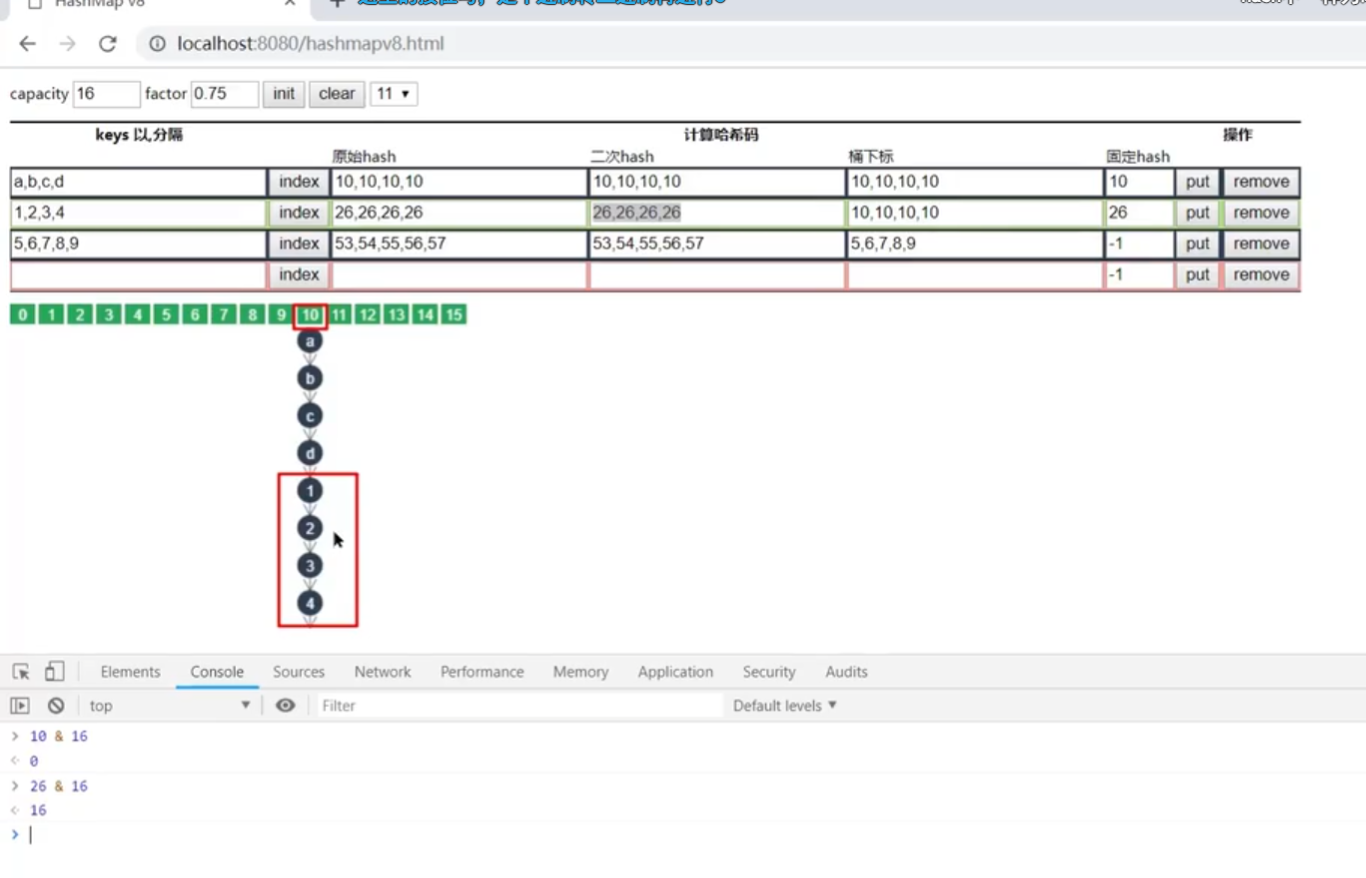 HashMap v8
localhost:8080/hashmapv8.html
capacity 16 factor 0.75 init clear 11 ▼
keys 以,分隔 计算哈希码 操作
原始hash 二次hash 桶下标 固定hash
a,b,c,d index 10,10,10,10 10,10,10,10 10,10,10,10 10 put remove
1,2,3,4 index 26,26,26,26 26,26,26,26 10,10,10,10 26 put remove
5,6,7,8,9 index 53,54,55,56,57 53,54,55,56,57 5,6,7,8,9 -1 put remove
index -1 put remove
0 1 2 3 4 5 6 7 8 9 10 11 12 13 14 15
a
b
c
d
1
2
3
4
Elements Console Sources Network Performance Memory Application Security Audits
top ▼ Filter Default levels ▼
> 10 & 16
0
> 26 & 16
16
>